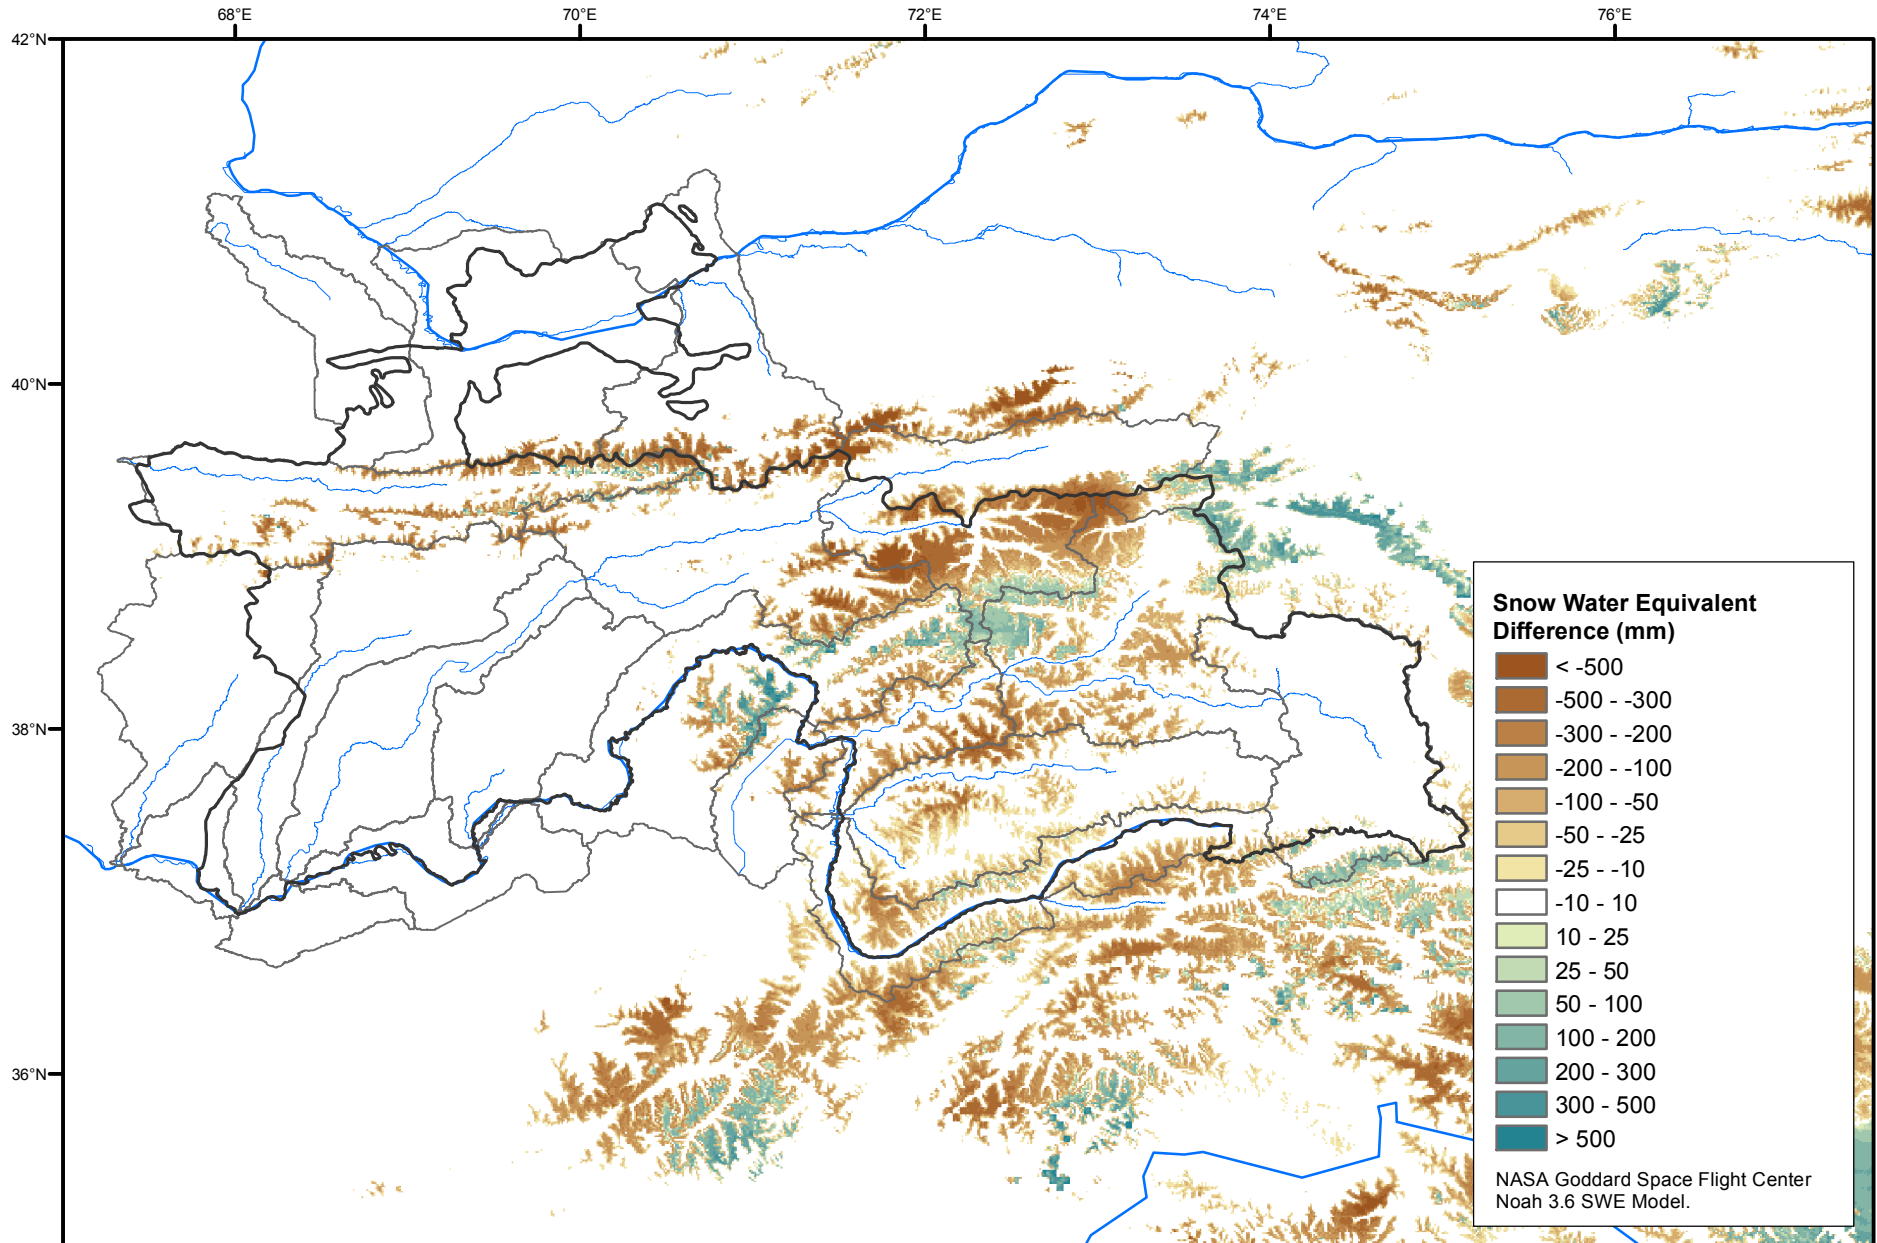 68°E
70°E
72°E
74°E
76°E
42°N
40°N
38°N
36°N
Snow Water Equivalent
Difference (mm)
< -500
-500 - -300
-300 - -200
-200 - -100
-100 - -50
-50 - -25
-25 - -10
-10 - 10
10 - 25
25 - 50
50 - 100
100 - 200
200 - 300
300 - 500
> 500
NASA Goddard Space Flight Center
Noah 3.6 SWE Model.